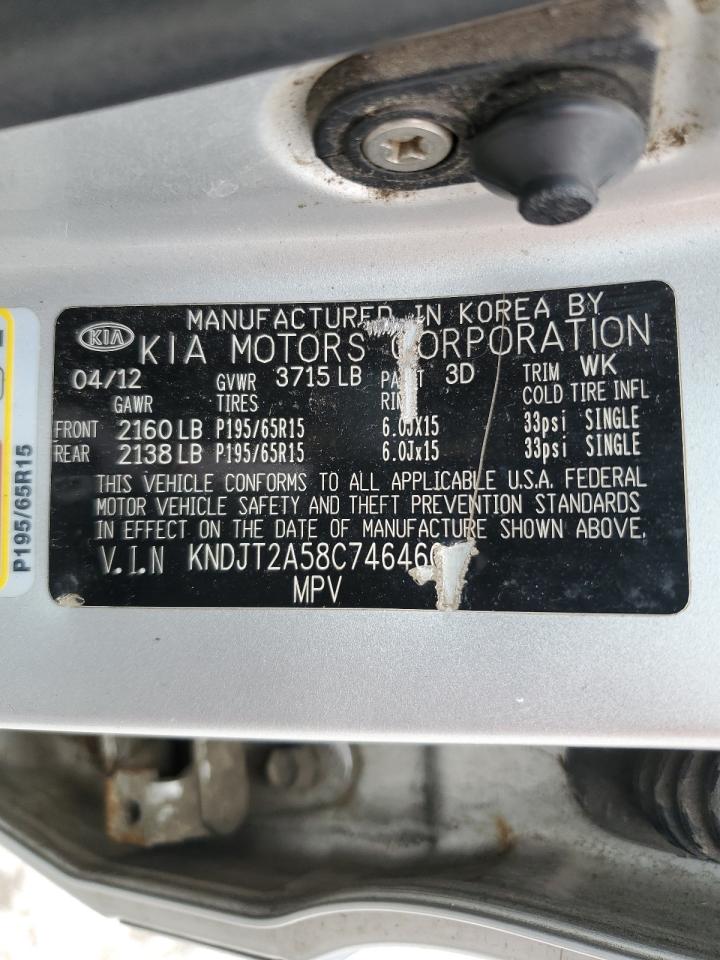 MANUFACTURED IN KOREA BY
KIA KIA MOTORS CORPORATION
04/12 GVWR 3715 LB PAINT 3D TRIM WK
GAWR TIRES RIM COLD TIRE INFL
FRONT 2160 LB P195/65R15 6.0Jx15 33psi SINGLE
REAR 2138 LB P195/65R15 6.0Jx15 33psi SINGLE
THIS VEHICLE CONFORMS TO ALL APPLICABLE U.S.A. FEDERAL
MOTOR VEHICLE SAFETY AND THEFT PREVENTION STANDARDS
IN EFFECT ON THE DATE OF MANUFACTURE SHOWN ABOVE.
V.I.N
MPV
P195/65R15